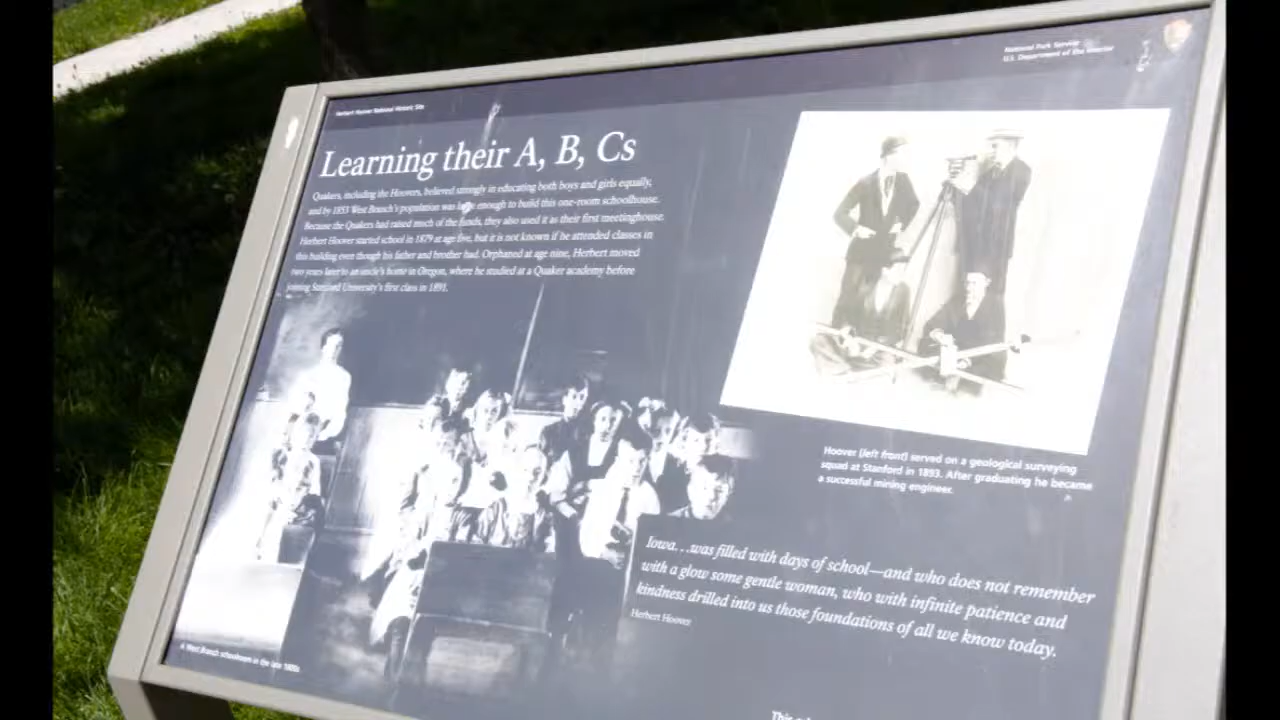 Herbert Hoover National Historic Site
National Park Service
U.S. Department of the Interior
Learning their A, B, Cs
Quakers, including the Hoovers, believed strongly in educating both boys and girls equally,
and by 1853 West Branch's population was large enough to build this one-room schoolhouse.
Because the Quakers had raised much of the funds, they also used it as their first meetinghouse.
Herbert Hoover started school in 1879 at age five, but it is not known if he attended classes in
this building even though his father and brother had. Orphaned at age nine, Herbert moved
two years later to an uncle's home in Oregon, where he studied at a Quaker academy before
joining Stanford University's first class in 1891.
Hoover (left front) served on a geological surveying
squad at Stanford in 1893. After graduating he became
a successful mining engineer.
Iowa...was filled with days of school—and who does not remember
with a glow some gentle woman, who with infinite patience and
kindness drilled into us those foundations of all we know today.
Herbert Hoover
A West Branch schoolroom in the late 1800s
This